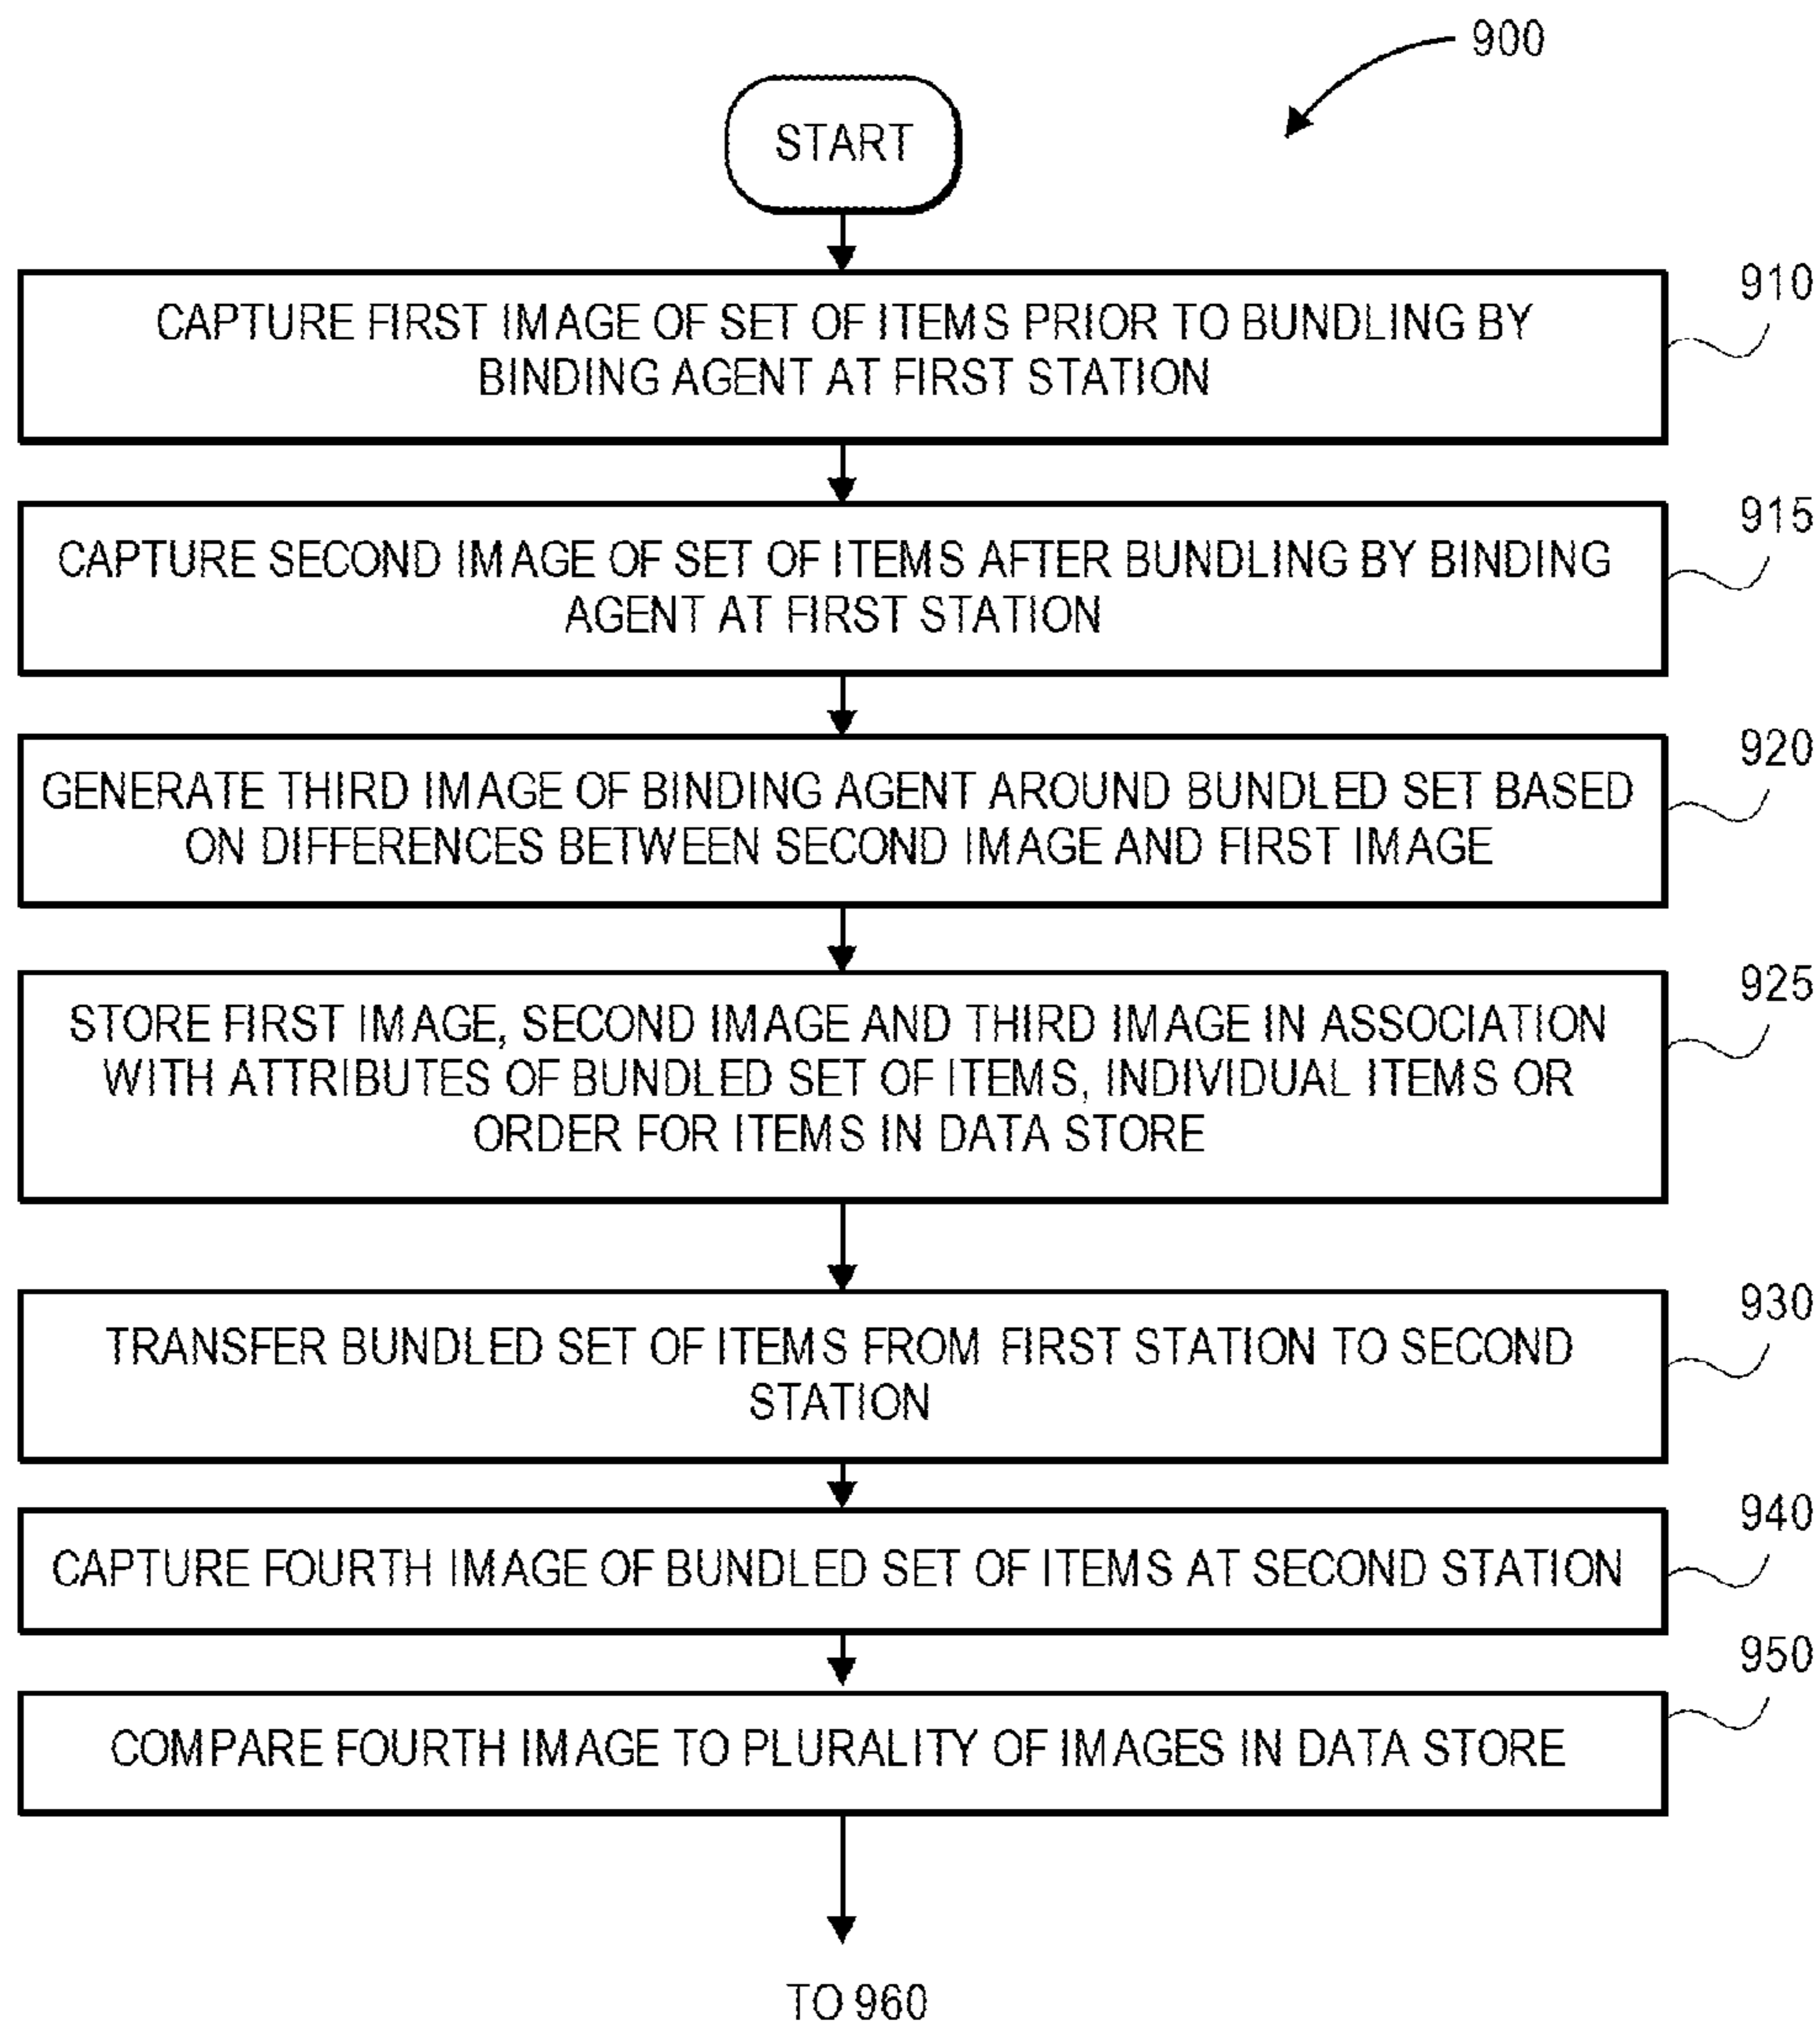 900
START
910
CAPTURE FIRST IMAGE OF SET OF ITEMS PRIOR TO BUNDLING BY
BINDING AGENT AT FIRST STATION
915
CAPTURE SECOND IMAGE OF SET OF ITEMS AFTER BUNDLING BY BINDING
AGENT AT FIRST STATION
920
GENERATE THIRD IMAGE OF BINDING AGENT AROUND BUNDLED SET BASED
ON DIFFERENCES BETWEEN SECOND IMAGE AND FIRST IMAGE
925
STORE FIRST IMAGE, SECOND IMAGE AND THIRD IMAGE IN ASSOCIATION
WITH ATTRIBUTES OF BUNDLED SET OF ITEMS, INDIVIDUAL ITEMS OR
ORDER FOR ITEMS IN DATA STORE
930
TRANSFER BUNDLED SET OF ITEMS FROM FIRST STATION TO SECOND
STATION
940
CAPTURE FOURTH IMAGE OF BUNDLED SET OF ITEMS AT SECOND STATION
950
COMPARE FOURTH IMAGE TO PLURALITY OF IMAGES IN DATA STORE
TO 960